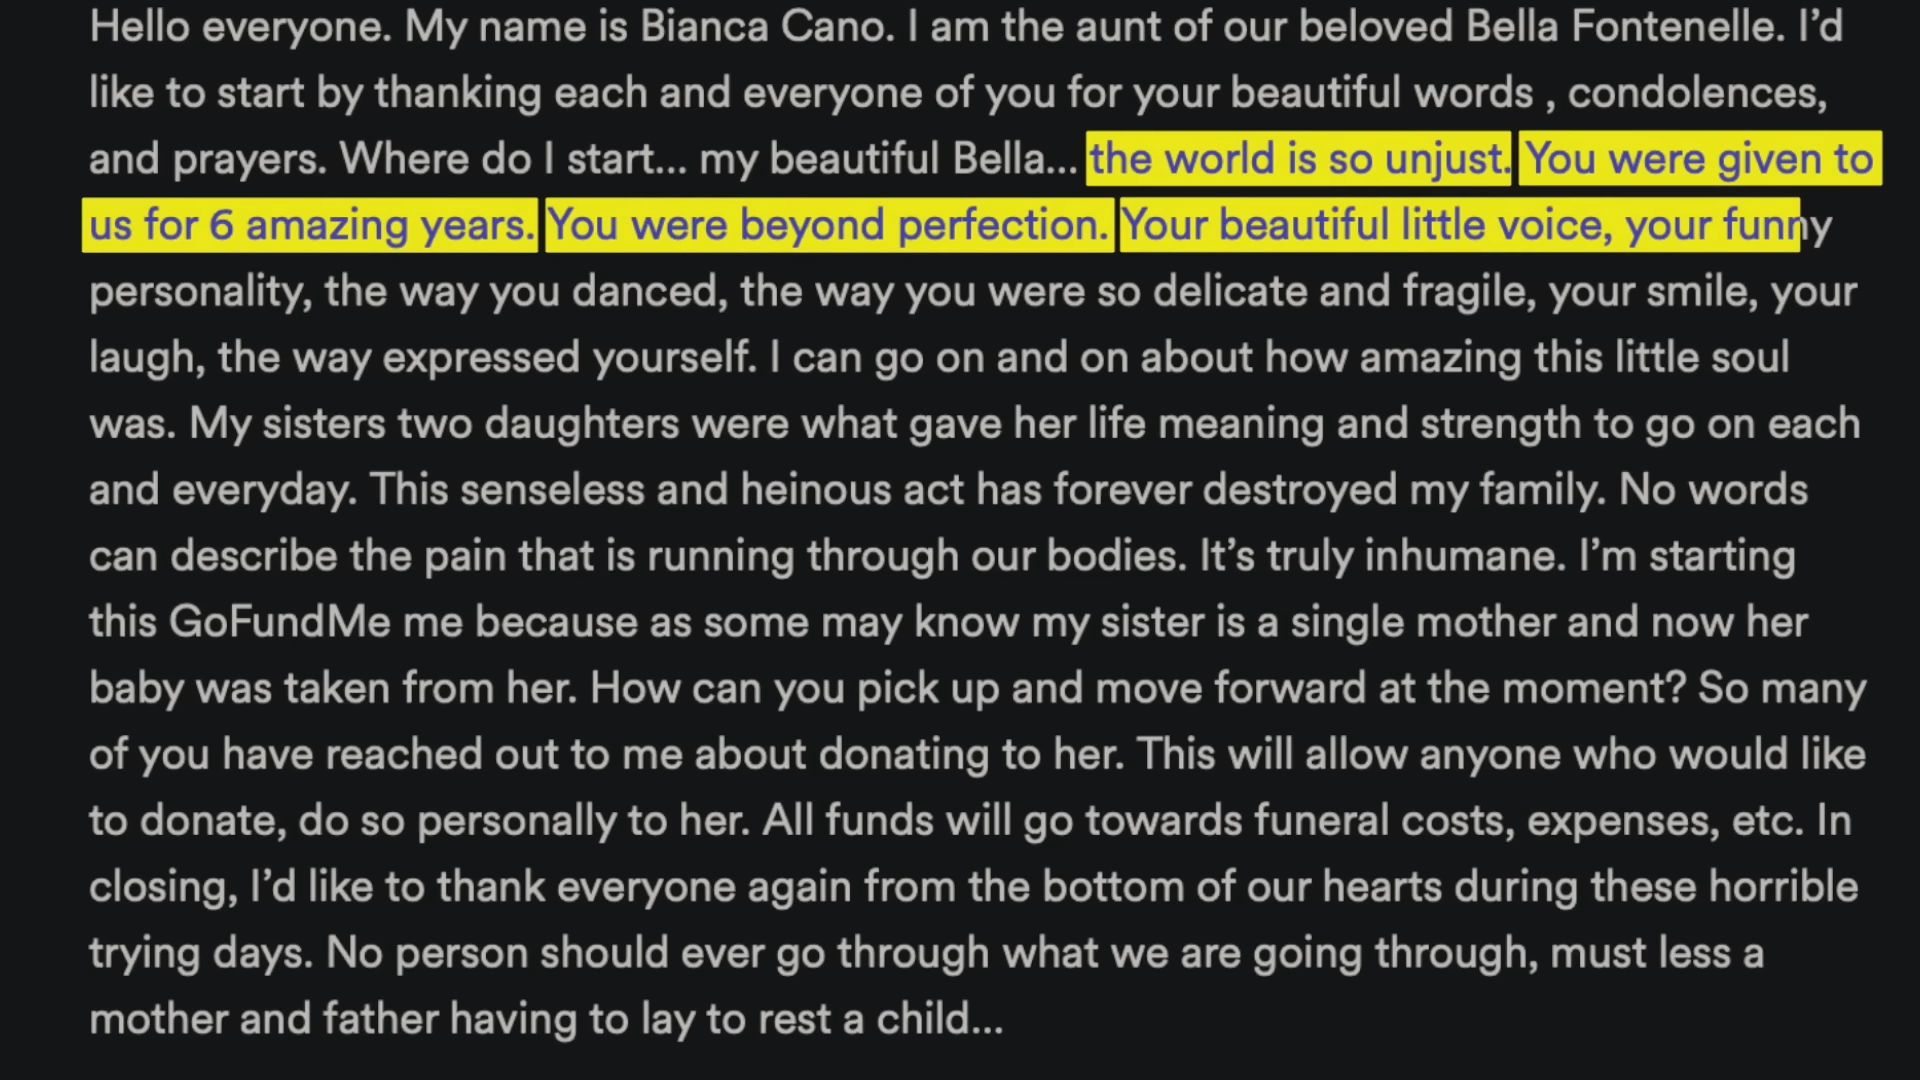 Hello everyone. My name is Bianca Cano. I am the aunt of our beloved Bella Fontenelle. I’d
like to start by thanking each and everyone of you for your beautiful words , condolences,
and prayers. Where do I start... my beautiful Bella... the world is so unjust. You were given to
us for 6 amazing years. You were beyond perfection. Your beautiful little voice, your funny
personality, the way you danced, the way you were so delicate and fragile, your smile, your
laugh, the way expressed yourself. I can go on and on about how amazing this little soul
was. My sisters two daughters were what gave her life meaning and strength to go on each
and everyday. This senseless and heinous act has forever destroyed my family. No words
can describe the pain that is running through our bodies. It’s truly inhumane. I’m starting
this GoFundMe me because as some may know my sister is a single mother and now her
baby was taken from her. How can you pick up and move forward at the moment? So many
of you have reached out to me about donating to her. This will allow anyone who would like
to donate, do so personally to her. All funds will go towards funeral costs, expenses, etc. In
closing, I’d like to thank everyone again from the bottom of our hearts during these horrible
trying days. No person should ever go through what we are going through, must less a
mother and father having to lay to rest a child...